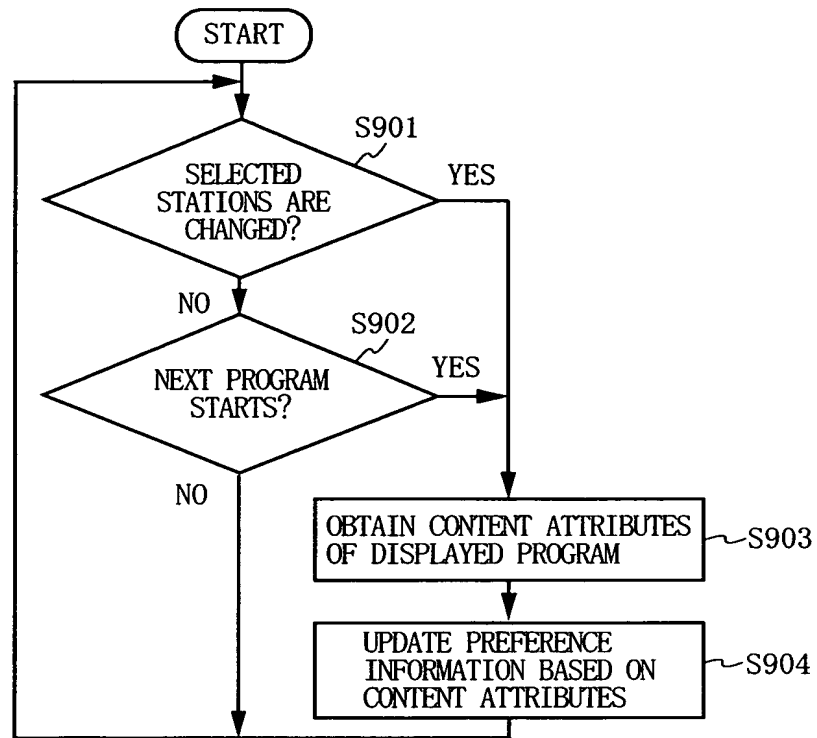 START
S901
SELECTED
STATIONS ARE
CHANGED?
YES
NO
S902
NEXT PROGRAM
STARTS?
YES
NO
OBTAIN CONTENT ATTRIBUTES
OF DISPLAYED PROGRAM
S903
UPDATE PREFERENCE
INFORMATION BASED ON
CONTENT ATTRIBUTES
S904